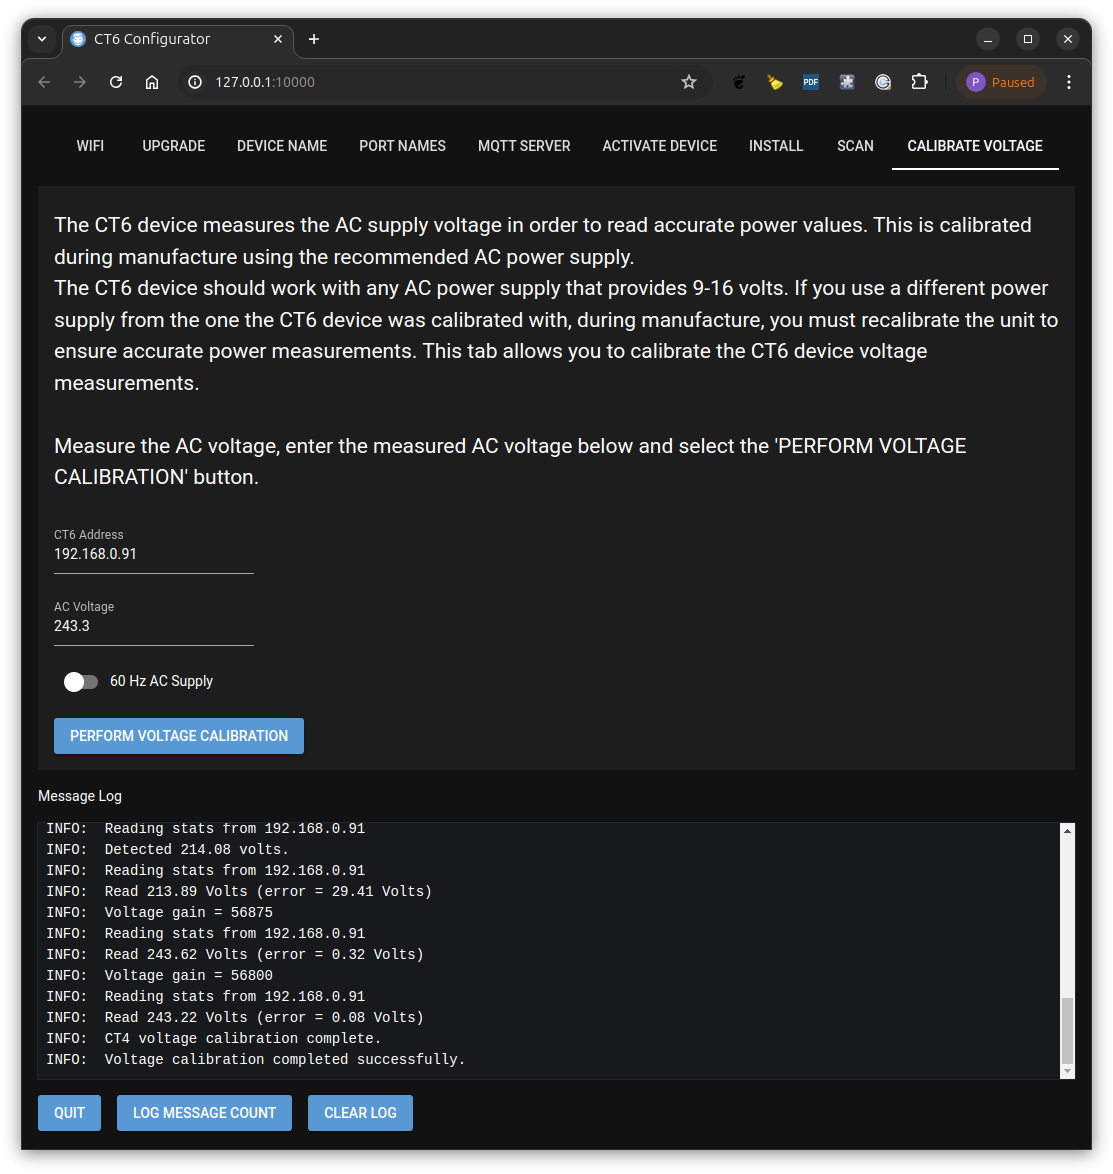 CT6 Configurator
127.0.0.1:10000
PDF
P
Paused
WIFI
UPGRADE
DEVICE NAME
PORT NAMES
MQTT SERVER
ACTIVATE DEVICE
INSTALL
SCAN
CALIBRATE VOLTAGE
The CT6 device measures the AC supply voltage in order to read accurate power values. This is calibrated
during manufacture using the recommended AC power supply.
The CT6 device should work with any AC power supply that provides 9-16 volts. If you use a different power
supply from the one the CT6 device was calibrated with, during manufacture, you must recalibrate the unit to
ensure accurate power measurements. This tab allows you to calibrate the CT6 device voltage
measurements.
Measure the AC voltage, enter the measured AC voltage below and select the 'PERFORM VOLTAGE
CALIBRATION' button.
CT6 Address
192.168.0.91
AC Voltage
243.3
60 Hz AC Supply
PERFORM VOLTAGE CALIBRATION
Message Log
INFO:  Reading stats from 192.168.0.91
INFO:  Detected 214.08 volts.
INFO:  Reading stats from 192.168.0.91
INFO:  Read 213.89 Volts (error = 29.41 Volts)
INFO:  Voltage gain = 56875
INFO:  Reading stats from 192.168.0.91
INFO:  Read 243.62 Volts (error = 0.32 Volts)
INFO:  Voltage gain = 56800
INFO:  Reading stats from 192.168.0.91
INFO:  Read 243.22 Volts (error = 0.08 Volts)
INFO:  CT4 voltage calibration complete.
INFO:  Voltage calibration completed successfully.
QUIT
LOG MESSAGE COUNT
CLEAR LOG